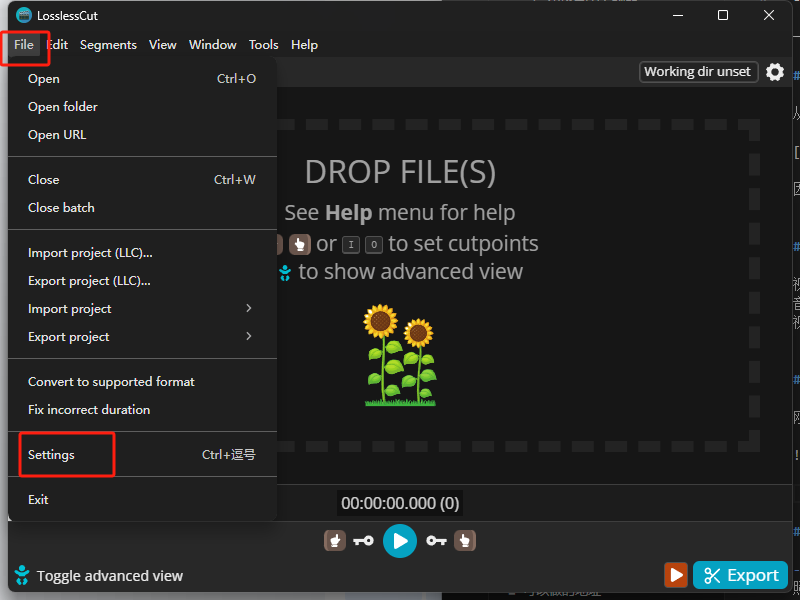 LosslessCut
File Edit Segments View Window Tools Help
Working dir unset
Open Ctrl+O
Open folder
Open URL
Close Ctrl+W
Close batch
Import project (LLC)...
Export project (LLC)...
Import project
Export project
Convert to supported format
Fix incorrect duration
Settings Ctrl+逗号
Exit
DROP FILE(S)
See Help menu for help
or I O to set cutpoints
to show advanced view
00:00:00.000 (0)
Toggle advanced view
Export